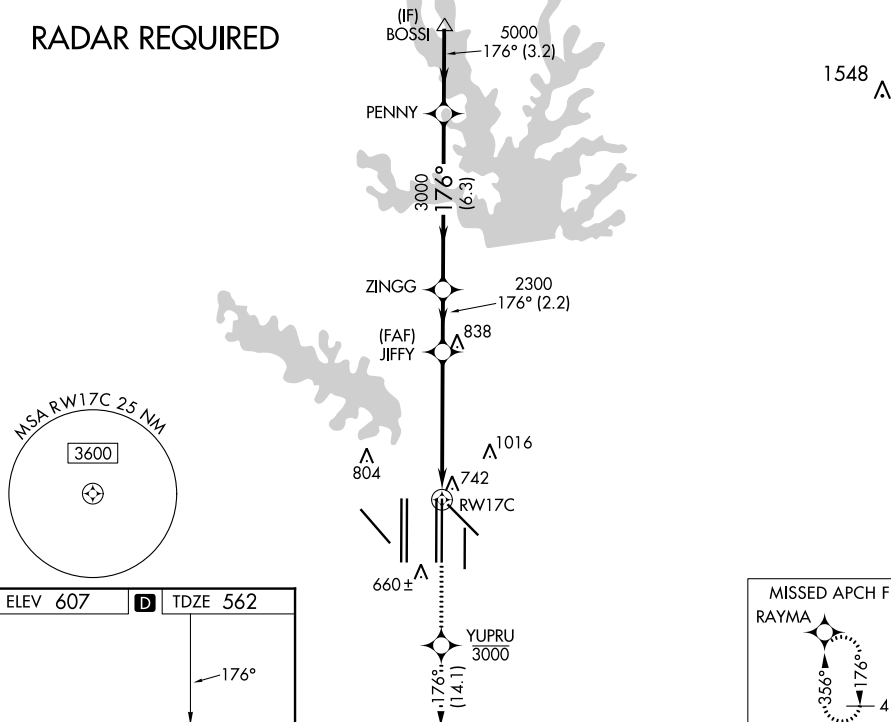 RADAR REQUIRED
(IF)
BOSSI
5000
176° (3.2)
1548
PENNY
3000
176°
(6.3)
ZINGG
2300
176° (2.2)
(FAF)
JIFFY
838
MSA RW17C 25 NM
3600
1016
804
742
RW17C
660±
ELEV 607 D TDZE 562
176°
YUPRU
3000
176°
(14.1)
MISSED APCH F
RAYMA
356°
176°
4